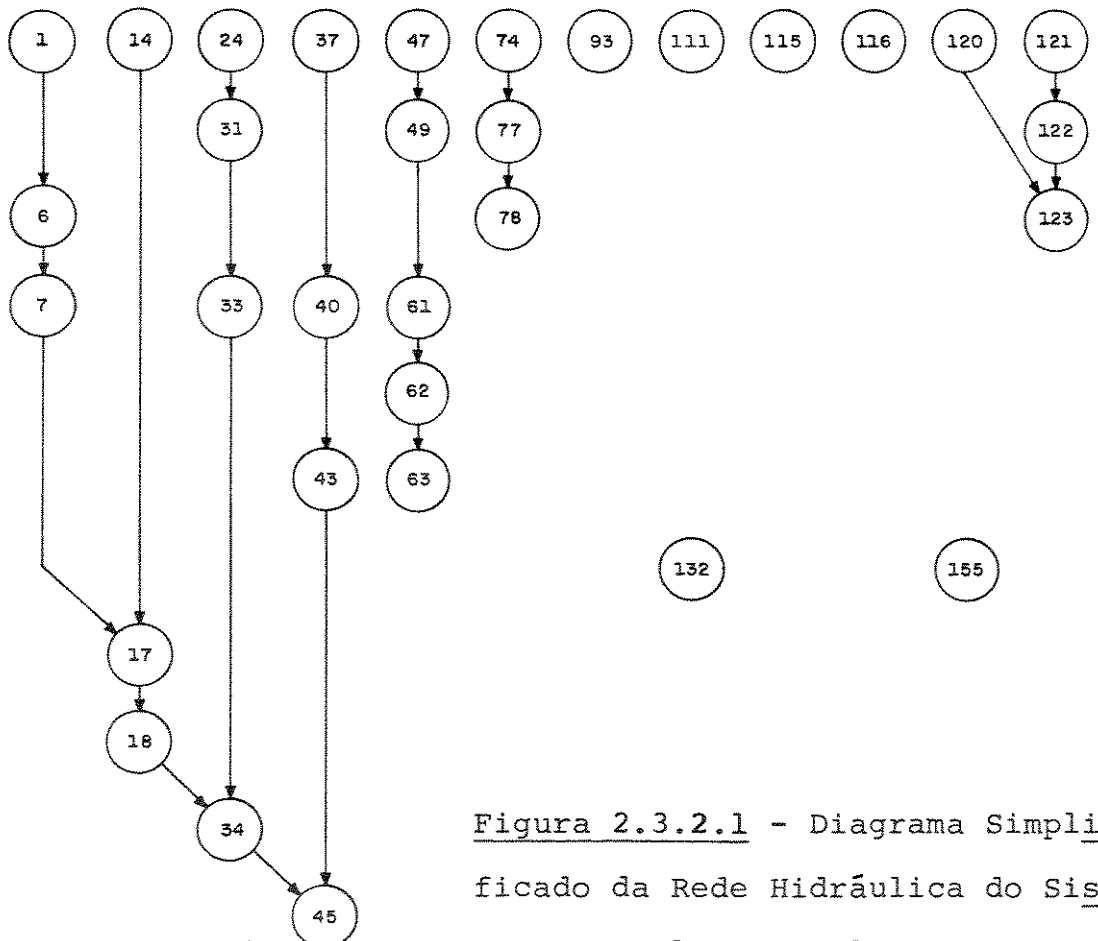 1 14 24 37 47 74 93 111 115 116 120 121
31 49 77 122
6 78 123
7 33 40 61
62
43 63
132 155
17
18
34
45
Figura 2.3.2.1 - Diagrama Simpli
ficado da Rede Hidráulica do Sis